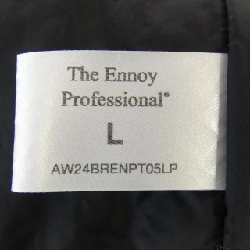 The Ennoy
Professional®
L
AW24BRENPT05LP